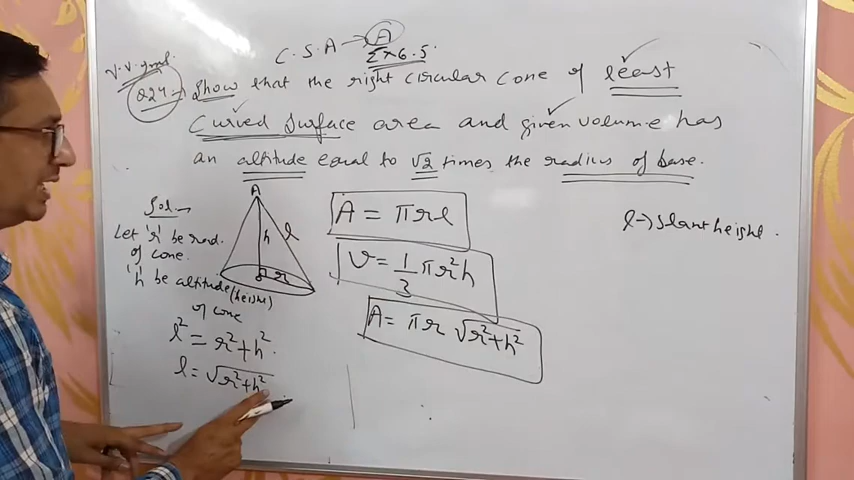 C.S.A → A
Ex 6.5.
V.V. Imp.
Q24→ Show that the right circular cone of least
Curved Surface area and given volume has
an altitude equal to √2 times the radius of base.
Sol.→
Let 'r' be rad.
of cone.
'h' be altitude (height)
of cone
A
h
l
r
l² = r²+h².
l = √r²+h²
A = πrl
V = 1/3 πr²h
A = πr √r²+h²
l→ Slant height.